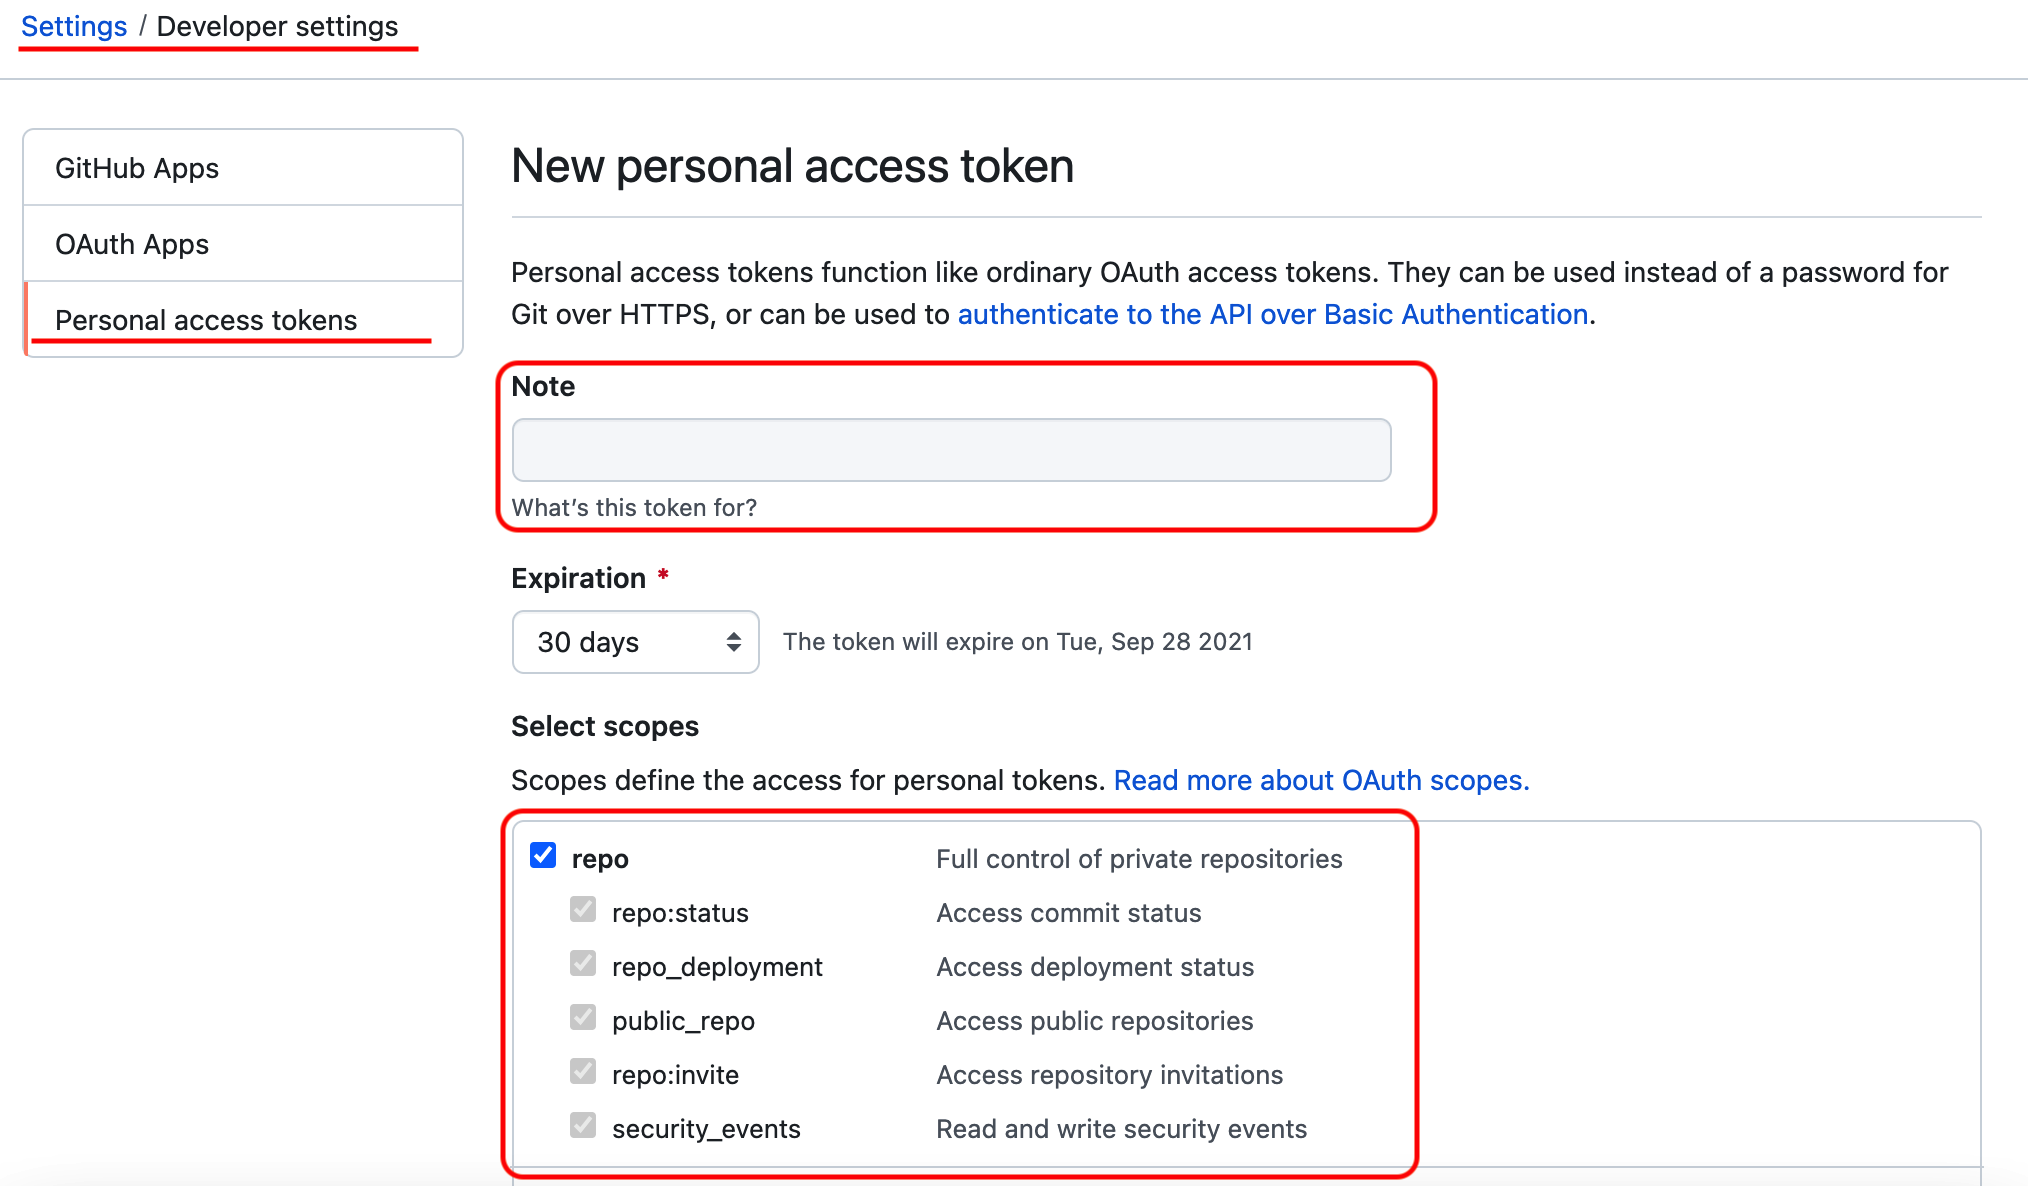 Settings / Developer settings
GitHub Apps
OAuth Apps
Personal access tokens
New personal access token
Personal access tokens function like ordinary OAuth access tokens. They can be used instead of a password for
Git over HTTPS, or can be used to authenticate to the API over Basic Authentication.
Note
What's this token for?
Expiration *
30 days The token will expire on Tue, Sep 28 2021
Select scopes
Scopes define the access for personal tokens. Read more about OAuth scopes.
repo Full control of private repositories
repo:status Access commit status
repo_deployment Access deployment status
public_repo Access public repositories
repo:invite Access repository invitations
security_events Read and write security events